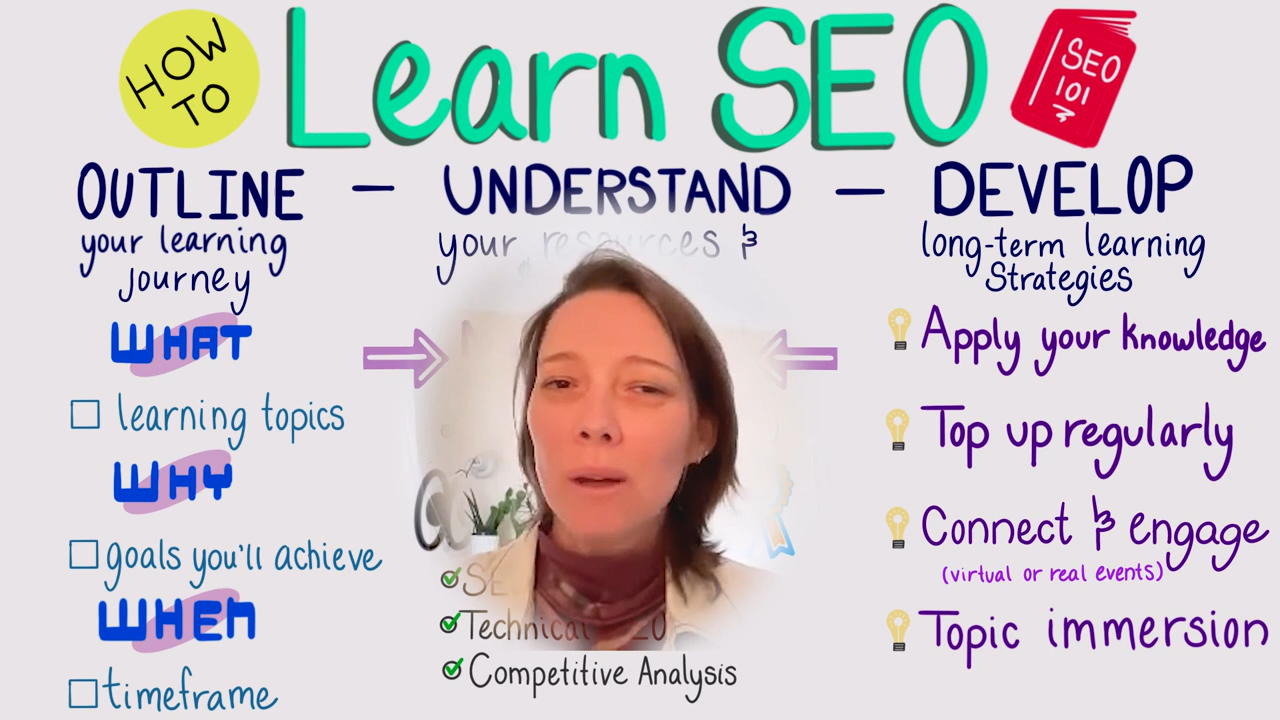 HOW
TO
Learn SEO
SEO
101
OUTLINE — UNDERSTAND — DEVELOP
your learning
Journey
WHAT
☐ learning topics
WHY
☐ goals you'll achieve
WHEN
☐ timeframe
your resources &
Technical SEO
Competitive Analysis
long-term learning
Strategies
Apply your knowledge
Top up regularly
Connect & engage
(virtual or real events)
Topic immersion